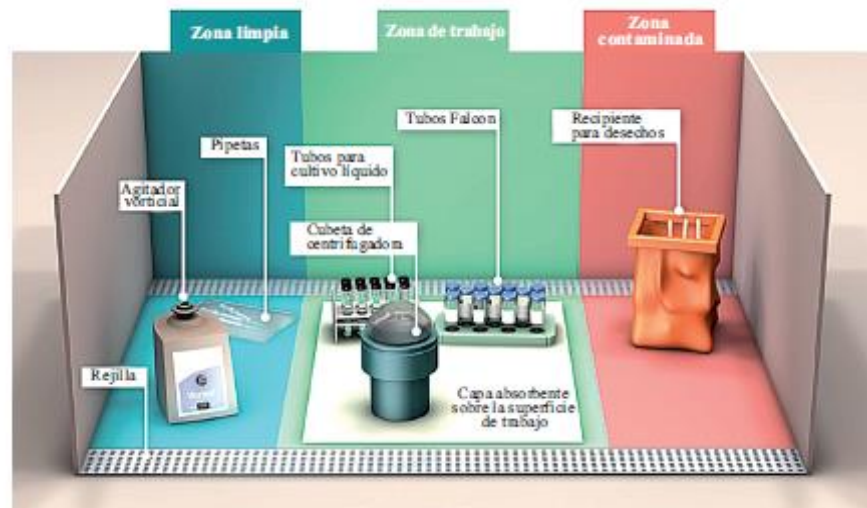 Zona limpia
Zona de trabajo
Zona
contaminada
Tubos Falcon
Recipiente
para desechos
Pipetas
Tubos para
cultivo líquido
Agitador
vorticial
Cubeta de
centrifugadora
Rejilla
Capa absorbente
sobre la superficie
de trabajo